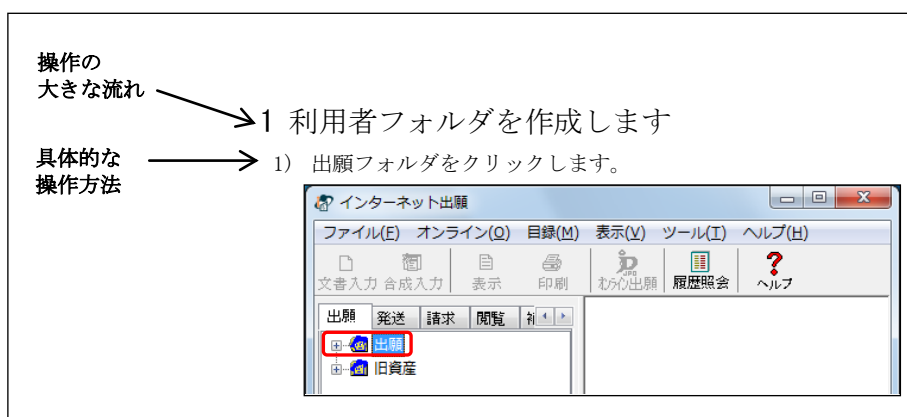 操作の
大きな流れ
1 利用者フォルダを作成します
具体的な
操作方法
1) 出願フォルダをクリックします。
インターネット出願
ファイル(F) オンライン(O) 目録(M) 表示(V) ツール(T) ヘルプ(H)
文書入力 合成入力 表示 印刷 ｵﾝﾗｲﾝ出願 履歴照会 ヘルプ
出願 発送 請求 閲覧
出願
旧資産